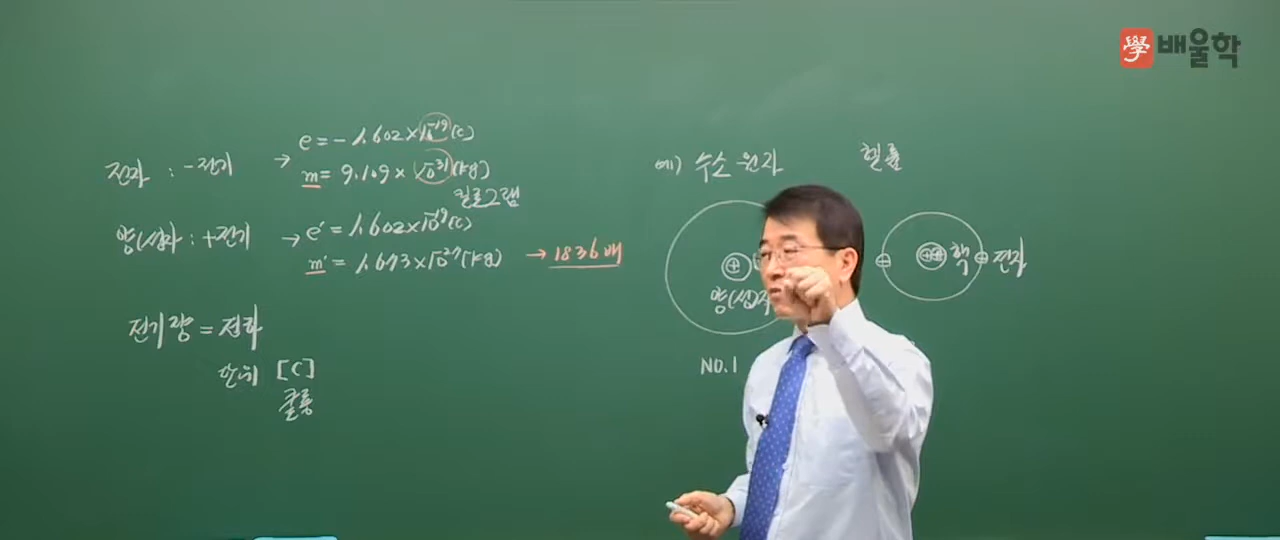 學 배울학
전자 : -전기 → e = -1.602×10⁻¹⁹(C)
m = 9.109×10⁻³¹(kg)
킬로그램
양(성)자 : +전기 → e′ = 1.602×10⁻¹⁹(C)
m′ = 1.673×10⁻²⁷(kg) → 1836배
전기량 = 전하
단위 [C]
쿨롱
예) 수소 원자
양(성)자
NO.1
헬륨
핵
전자